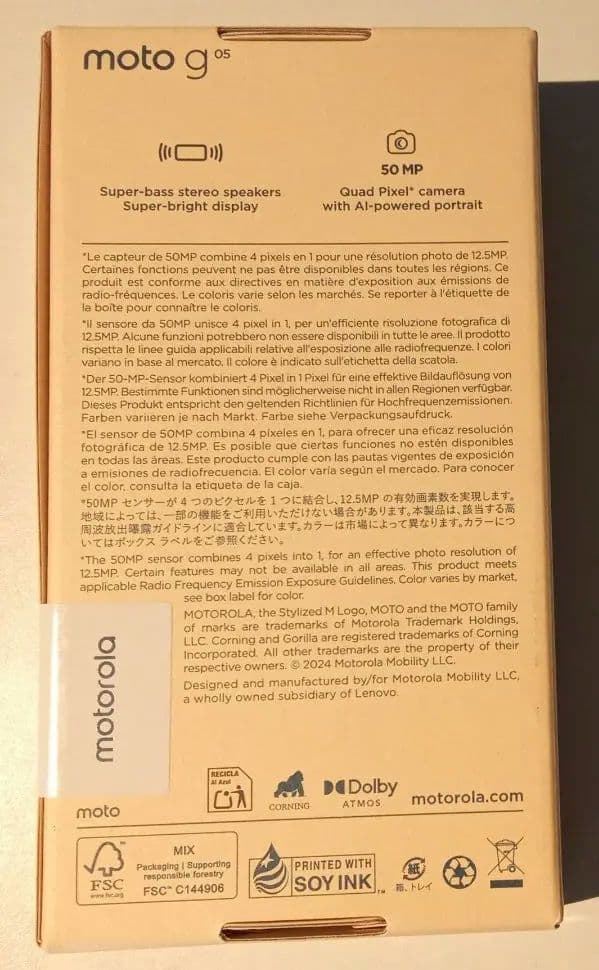 moto g 05
50 MP
Super-bass stereo speakers
Super-bright display
Quad Pixel* camera
with AI-powered portrait
*Le capteur de 50MP combine 4 pixels en 1 pour une résolution photo de 12.5MP.
Certaines fonctions peuvent ne pas être disponibles dans toutes les régions. Ce
produit est conforme aux directives en matière d'exposition aux émissions de
radio-fréquences. Le coloris varie selon les marchés. Se reporter à l'étiquette de
la boîte pour connaître le coloris.
*Il sensore da 50MP unisce 4 pixel in 1, per un'efficiente risoluzione fotografica di
12.5MP. Alcune funzioni potrebbero non essere disponibili in tutte le aree. Il prodotto
rispetta le linee guida applicabili relative all'esposizione alle radiofrequenze. I colori
variano in base al mercato. Il colore è indicato sull'etichetta della scatola.
*Der 50-MP-Sensor kombiniert 4 Pixel in 1 Pixel für eine effektive Bildauflösung von
12.5MP. Bestimmte Funktionen sind möglicherweise nicht in allen Regionen verfügbar.
Dieses Produkt entspricht den geltenden Richtlinien für Hochfrequenzemissionen.
Farben variieren je nach Markt. Farbe siehe Verpackungsaufdruck.
*El sensor de 50MP combina 4 píxeles en 1, para ofrecer una eficaz resolución
fotográfica de 12.5MP. Es posible que ciertas funciones no estén disponibles
en todas las áreas. Este producto cumple con las pautas vigentes de exposición
a emisiones de radiofrecuencia. El color varía según el mercado. Para conocer
el color, consulta la etiqueta de la caja.
*50MP センサーが 4 つのピクセルを 1 つに結合し、12.5MP の有効画素数を実現します。
地域によっては、一部の機能をご利用いただけない場合があります。本製品は、該当する高
周波放出曝露ガイドラインに適合しています。カラーは市場によって異なります。カラーにつ
いてはボックス ラベルをご参照ください。
*The 50MP sensor combines 4 pixels into 1, for an effective photo resolution of
12.5MP. Certain features may not be available in all areas. This product meets
applicable Radio Frequency Emission Exposure Guidelines. Color varies by market,
see box label for color.
MOTOROLA, the Stylized M Logo, MOTO and the MOTO family
of marks are trademarks of Motorola Trademark Holdings,
LLC. Corning and Gorilla are registered trademarks of Corning
Incorporated. All other trademarks are the property of their
respective owners. © 2024 Motorola Mobility LLC.
Designed and manufactured by/for Motorola Mobility LLC,
a wholly owned subsidiary of Lenovo.
motorola
RECICLA
Al Azul
CORNING
Dolby
ATMOS
motorola.com
moto
FSC
www.fsc.org
MIX
Packaging | Supporting
responsible forestry
FSC™ C144906
PRINTED WITH
SOY INK™
紙
箱、トレイ